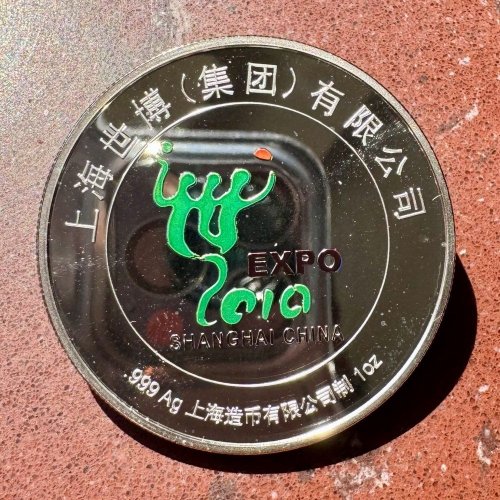 上海世博(集团)有限公司
EXPO
2010
SHANGHAI CHINA
.999 Ag 上海造币有限公司制 1oz